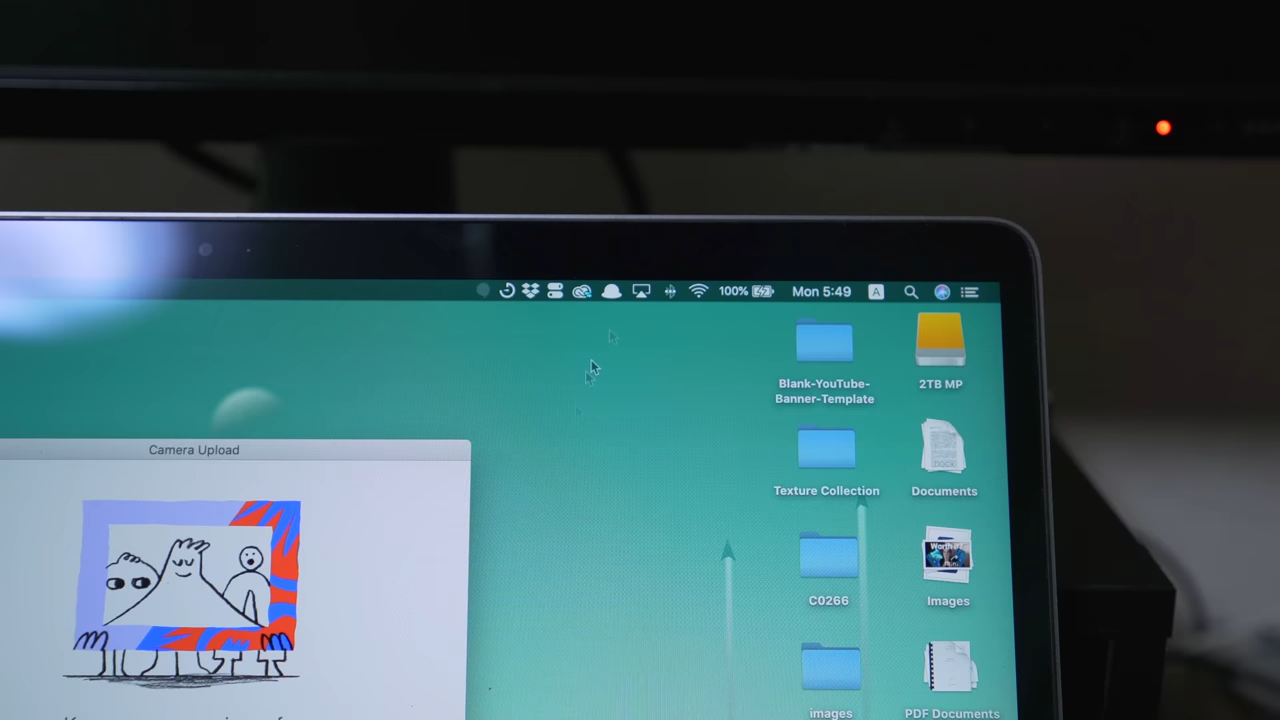 100% Mon 5:49 A
Blank-YouTube-
Banner-Template
2TB MP
Camera Upload
Texture Collection
Documents
C0266
Images
images
PDF Documents